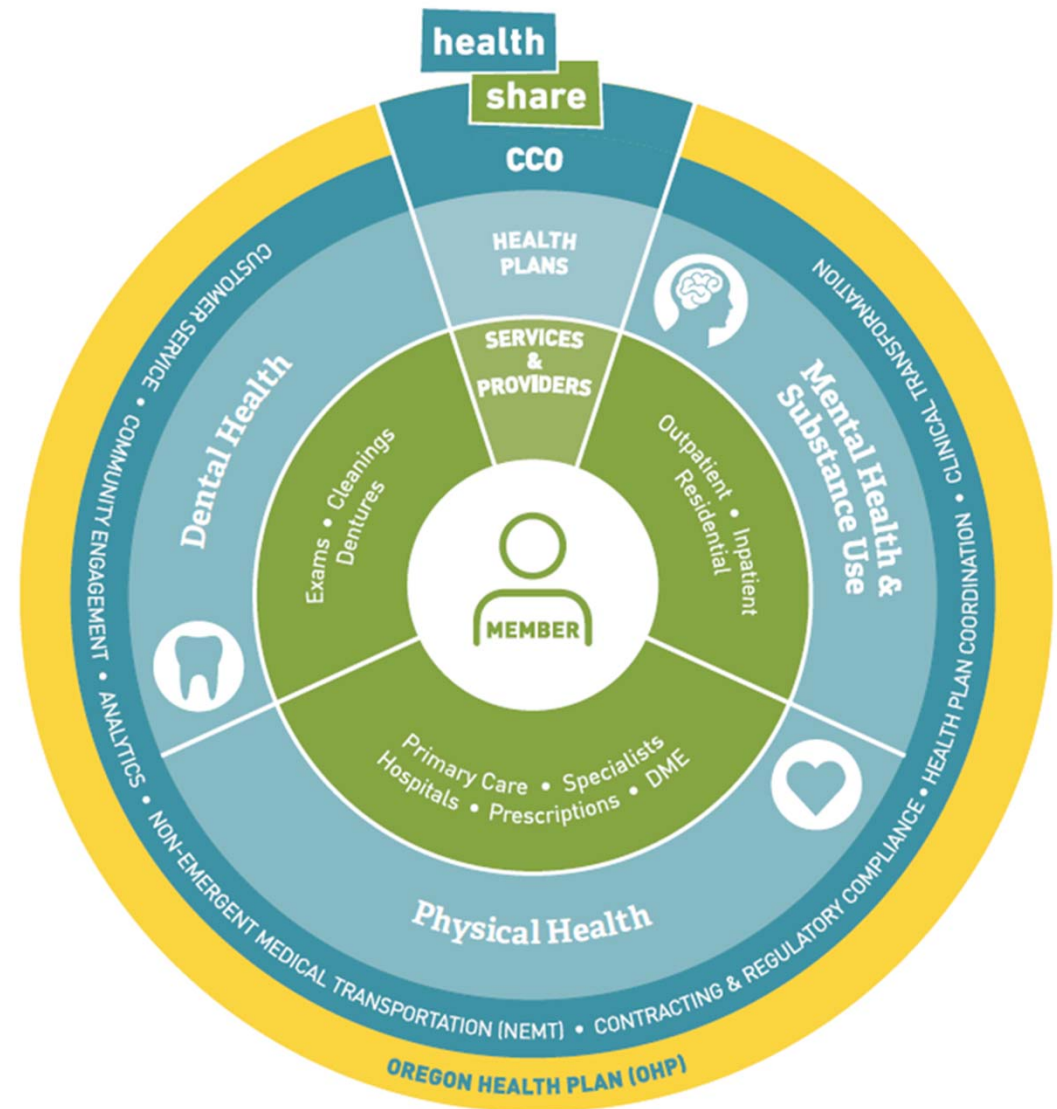 health
share
CCO
HEALTH
PLANS
SERVICES
&
PROVIDERS
Dental Health
Exams • Cleanings
Dentures
Mental Health &
Substance Use
Outpatient • Inpatient
Residential
MEMBER
Primary Care • Specialists
Hospitals • Prescriptions • DME
Physical Health
CUSTOMER SERVICE • COMMUNITY ENGAGEMENT • ANALYTICS • NON-EMERGENT MEDICAL TRANSPORTATION (NEMT) • CONTRACTING & REGULATORY COMPLIANCE • HEALTH PLAN COORDINATION • CLINICAL TRANSFORMATION
OREGON HEALTH PLAN (OHP)